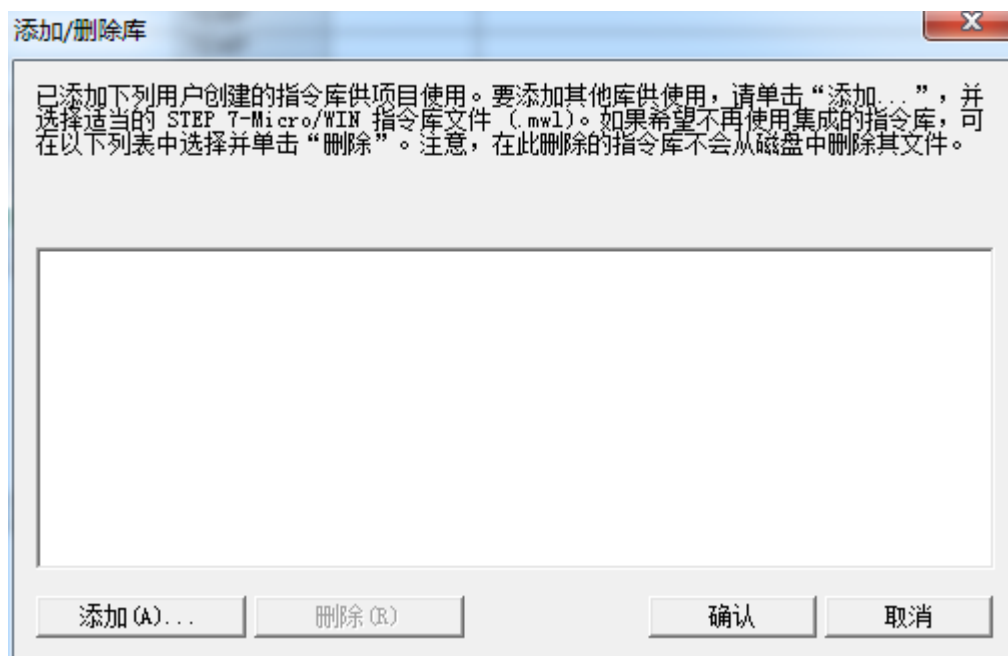 添加/删除库
已添加下列用户创建的指令库供项目使用。要添加其他库供使用，请单击“添加...”，并
选择适当的 STEP 7-Micro/WIN 指令库文件 (.mwl)。如果希望不再使用集成的指令库，可
在以下列表中选择并单击“删除”。注意，在此删除的指令库不会从磁盘中删除其文件。
添加(A)... 删除(R) 确认 取消